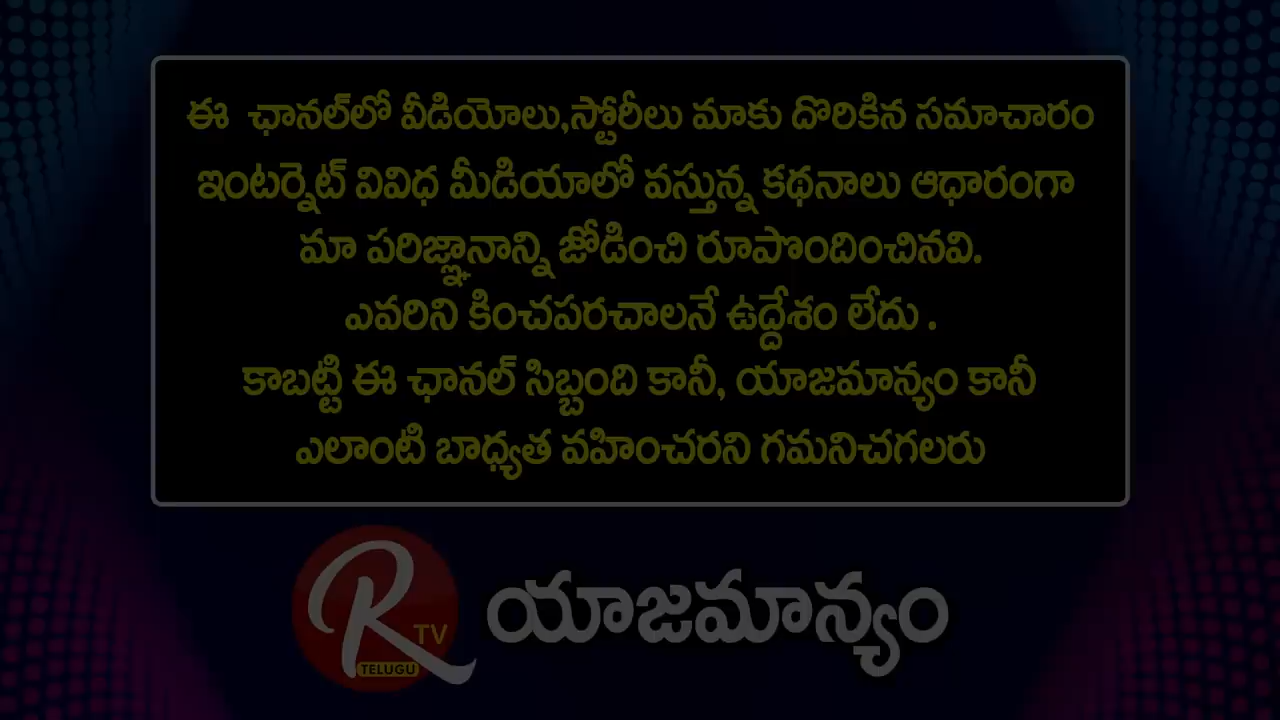 ఈ ఛానల్‌లో వీడియోలు,స్టోరీలు మాకు దొరికిన సమాచారం
ఇంటర్నెట్ వివిధ మీడియాలో వస్తున్న కథనాలు ఆధారంగా
మా పరిజ్ఞానాన్ని జోడించి రూపొందించినవి.
ఎవరిని కించపరచాలనే ఉద్దేశం లేదు .
కాబట్టి ఈ ఛానల్ సిబ్బంది కానీ, యాజమాన్యం కానీ
ఎలాంటి బాధ్యత వహించరని గమనిచగలరు
R TV TELUGU
యాజమాన్యం